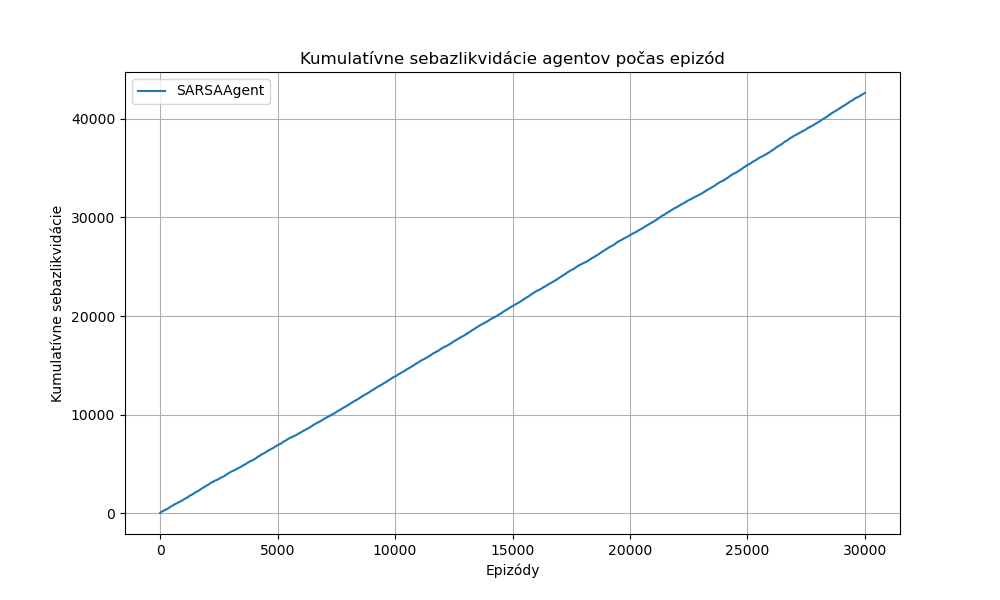 Kumulatívne sebazlikvidácie agentov počas epizód
SARSAAgent
Kumulatívne sebazlikvidácie
40000
30000
20000
10000
0
0 5000 10000 15000 20000 25000 30000
Epizódy